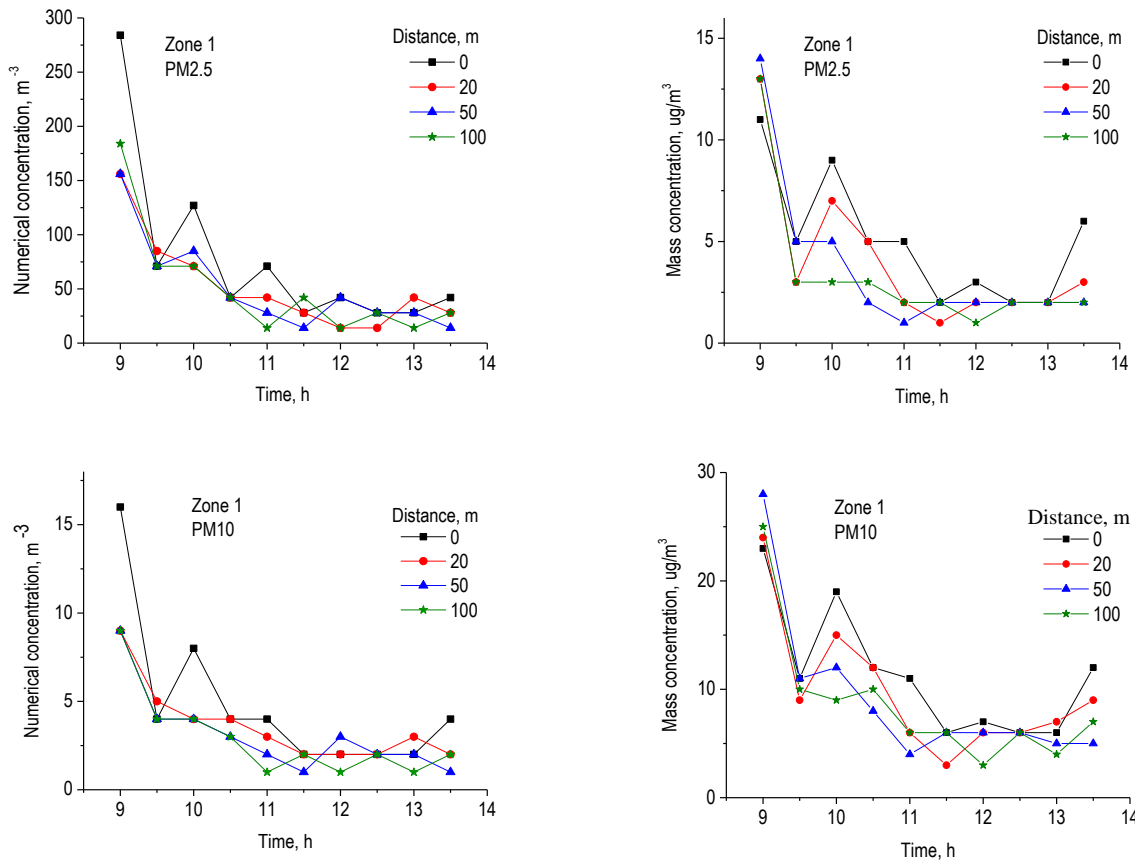 300
250
200
150
100
50
0
Numerical concentration, m⁻³
Zone 1
PM2.5
Distance, m
0
20
50
100
9 10 11 12 13 14
Time, h
15
10
5
0
Mass concentration, ug/m³
Zone 1
PM2.5
Distance, m
0
20
50
100
9 10 11 12 13 14
Time, h
15
10
5
0
Numerical concentration, m⁻³
Zone 1
PM10
Distance, m
0
20
50
100
9 10 11 12 13 14
Time, h
30
20
10
0
Mass concentration, ug/m³
Zone 1
PM10
Distance, m
0
20
50
100
9 10 11 12 13 14
Time, h